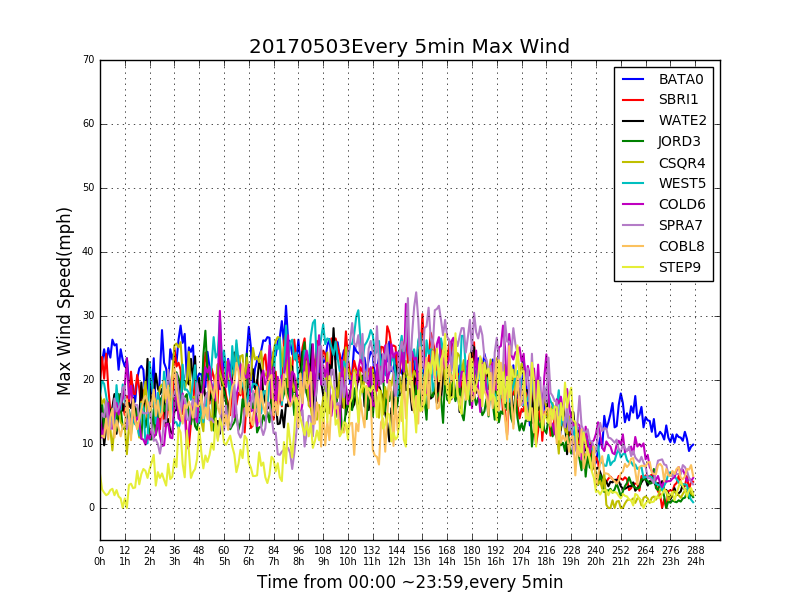 20170503Every 5min Max Wind
70
60
50
40
30
20
10
0
Max Wind Speed(mph)
BATA0
SBRI1
WATE2
JORD3
CSQR4
WEST5
COLD6
SPRA7
COBL8
STEP9
0 12 24 36 48 60 72 84 96 108 120 132 144 156 168 180 192 204 216 228 240 252 264 276 288
0h 1h 2h 3h 4h 5h 6h 7h 8h 9h 10h 11h 12h 13h 14h 15h 16h 17h 18h 19h 20h 21h 22h 23h 24h
Time from 00:00 ~23:59,every 5min